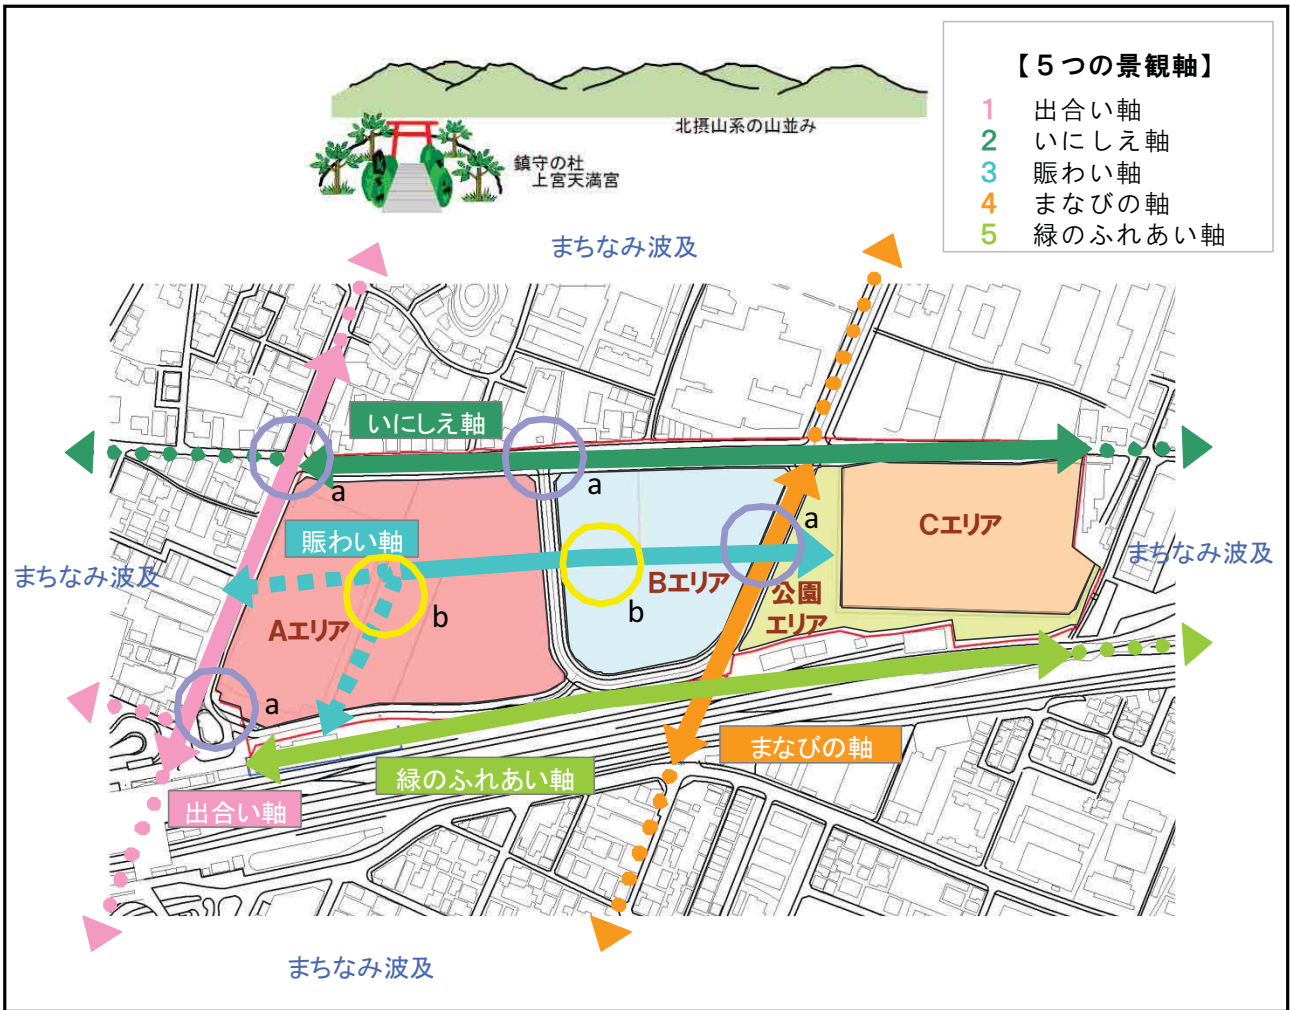 【５つの景観軸】
1 出合い軸
2 いにしえ軸
3 賑わい軸
4 まなびの軸
5 緑のふれあい軸
北摂山系の山並み
鎮守の杜
上宮天満宮
まちなみ波及
いにしえ軸
a
a
a
Cエリア
賑わい軸
まちなみ波及
まちなみ波及
Bエリア
公園
エリア
Aエリア
b
b
a
まなびの軸
緑のふれあい軸
出合い軸
まちなみ波及